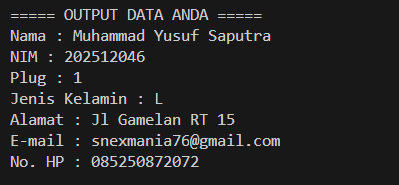 ===== OUTPUT DATA ANDA =====
Nama : Muhammad Yusuf Saputra
NIM : 202512046
Plug : 1
Jenis Kelamin : L
Alamat : Jl Gamelan RT 15
E-mail : snexmania76@gmail.com
No. HP : 085250872072